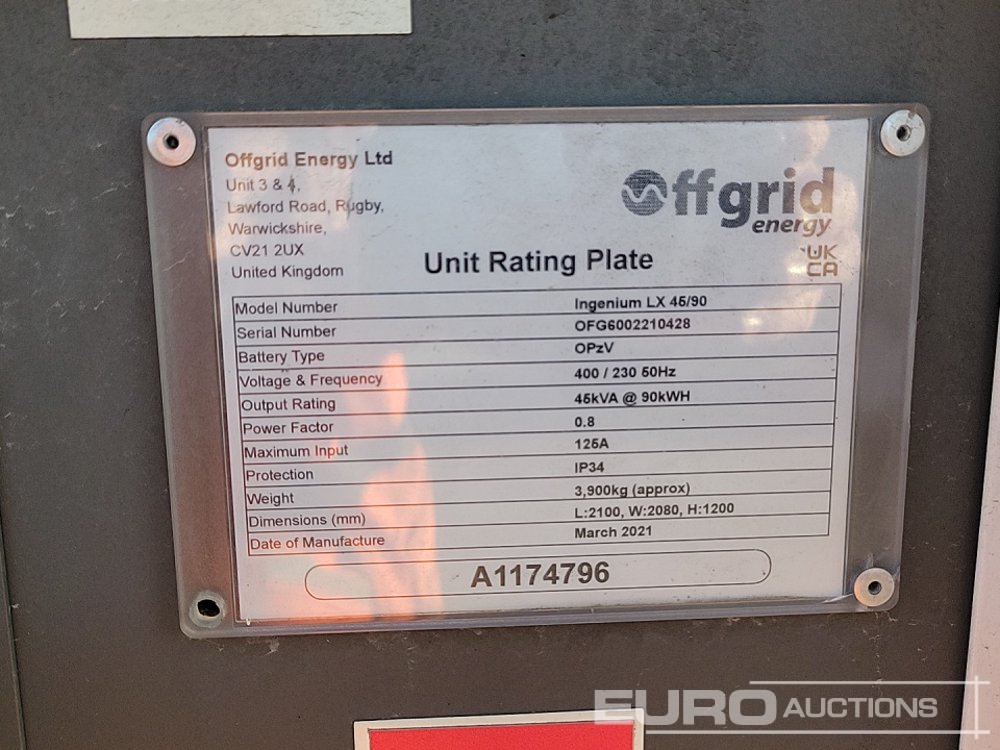 Offgrid Energy Ltd
Unit 3 & 4,
Lawford Road, Rugby,
Warwickshire,
CV21 2UX
United Kingdom
Offgrid
energy
UK
CA
Unit Rating Plate
Model Number Ingenium LX 45/90
Serial Number OFG6002210428
Battery Type OPzV
Voltage & Frequency 400 / 230 50Hz
Output Rating 45kVA @ 90kWH
Power Factor 0.8
Maximum Input 125A
Protection IP34
Weight 3,900kg (approx)
Dimensions (mm) L:2100, W:2080, H:1200
Date of Manufacture March 2021
A1174796
EURO AUCTIONS